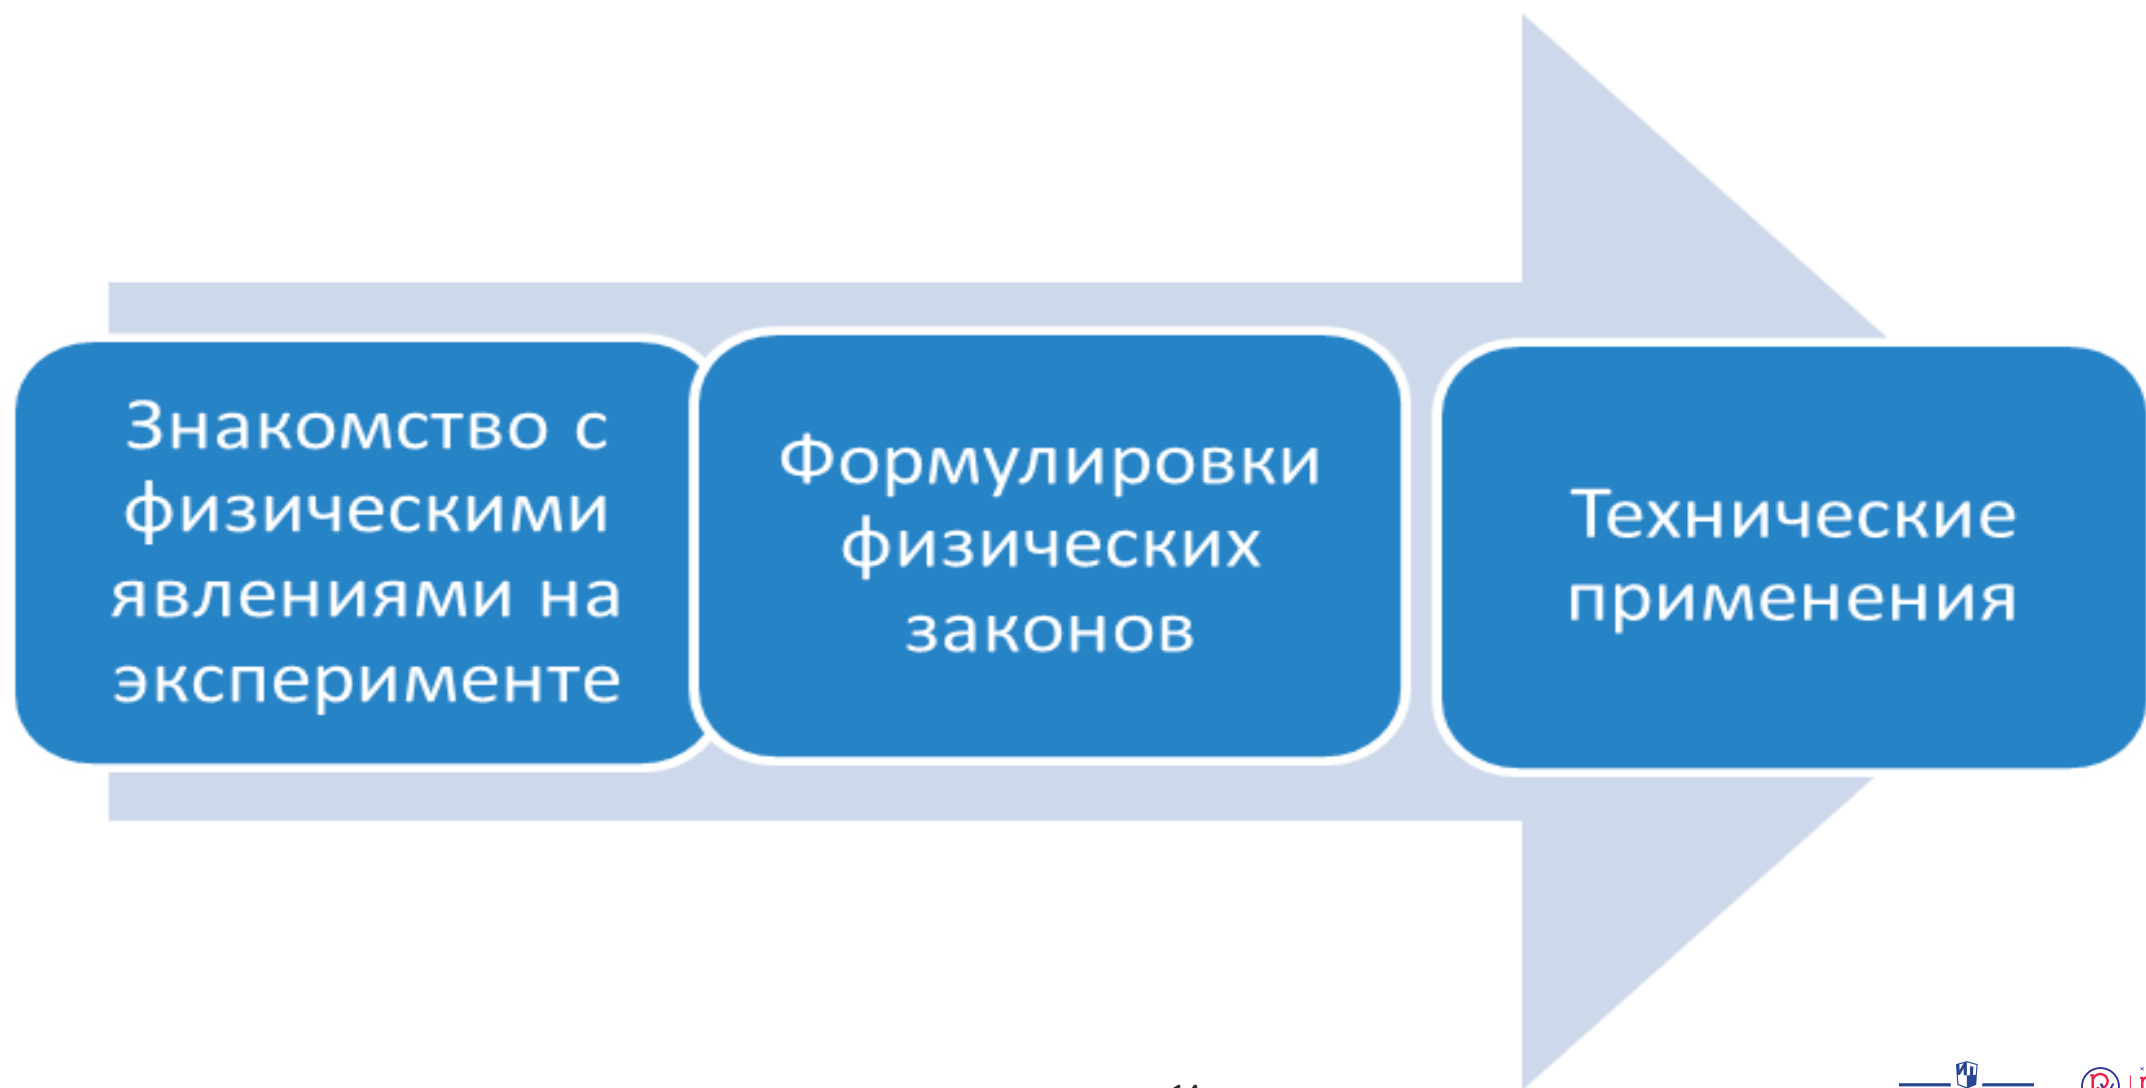 Знакомство с
физическими
явлениями на
эксперименте
Формулировки
физических
законов
Технические
применения